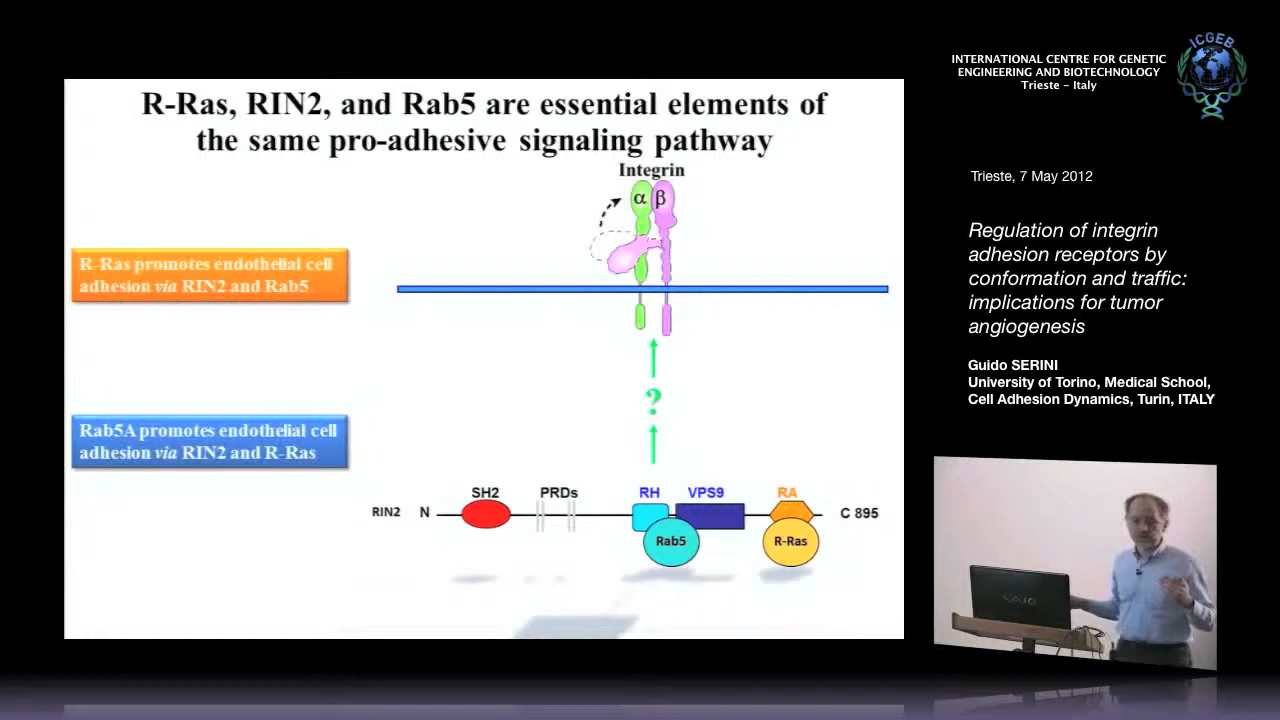 R-Ras, RIN2, and Rab5 are essential elements of
the same pro-adhesive signaling pathway
Integrin
α β
R-Ras promotes endothelial cell
adhesion via RIN2 and Rab5
?
Rab5A promotes endothelial cell
adhesion via RIN2 and R-Ras
SH2 PRDs RH VPS9 RA
RIN2 N C 895
Rab5 R-Ras
INTERNATIONAL CENTRE FOR GENETIC
ENGINEERING AND BIOTECHNOLOGY
Trieste - Italy
ICGEB
Trieste, 7 May 2012
Regulation of integrin
adhesion receptors by
conformation and traffic:
implications for tumor
angiogenesis
Guido SERINI
University of Torino, Medical School,
Cell Adhesion Dynamics, Turin, ITALY
VAIO